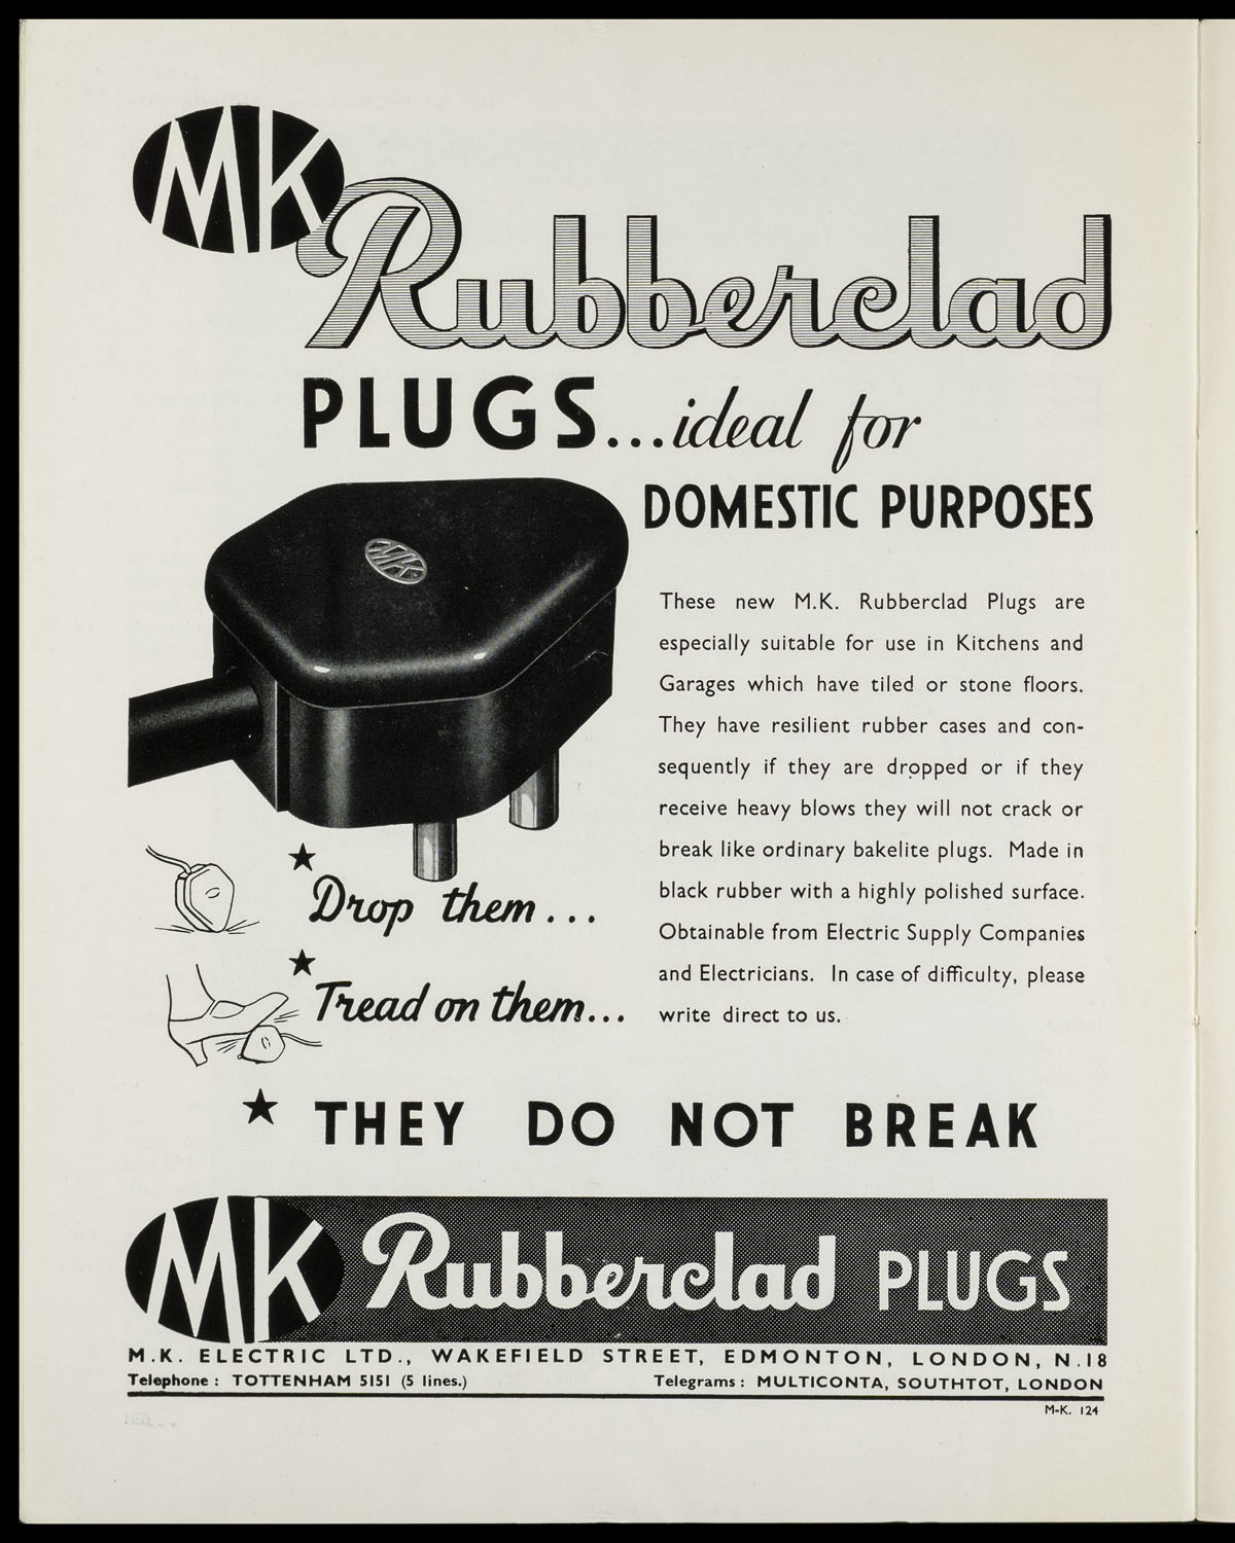 MK
Rubberclad
PLUGS...ideal for
DOMESTIC PURPOSES
MK
These new M.K. Rubberclad Plugs are
especially suitable for use in Kitchens and
Garages which have tiled or stone floors.
They have resilient rubber cases and con-
sequently if they are dropped or if they
receive heavy blows they will not crack or
break like ordinary bakelite plugs. Made in
black rubber with a highly polished surface.
Obtainable from Electric Supply Companies
and Electricians. In case of difficulty, please
write direct to us.
★ Drop them...
★ Tread on them...
★ THEY DO NOT BREAK
MK Rubberclad PLUGS
M.K. ELECTRIC LTD., WAKEFIELD STREET, EDMONTON, LONDON, N.18
Telephone : TOTTENHAM 5151 (5 lines.) Telegrams : MULTICONTA, SOUTHTOT, LONDON
M-K. 124